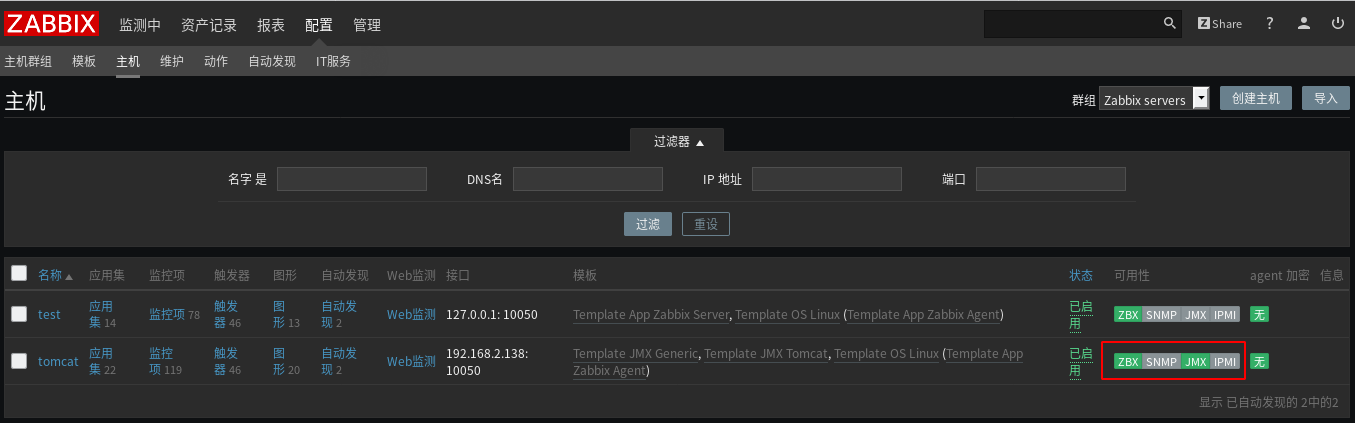 ZABBIX 监测中 资产记录 报表 配置 管理 Z Share ?
主机群组 模板 主机 维护 动作 自动发现 IT服务
主机 群组 Zabbix servers 创建主机 导入
过滤器
名字 是 DNS名 IP 地址 端口
过滤 重设
名称 应用集 监控项 触发器 图形 自动发现 Web监测 接口 模板 状态 可用性 agent 加密 信息
test 应用集 14 监控项 78 触发器 46 图形 13 自动发现 2 Web监测 127.0.0.1: 10050 Template App Zabbix Server, Template OS Linux (Template App Zabbix Agent) 已启用 ZBX SNMP JMX IPMI 无
tomcat 应用集 22 监控项 119 触发器 46 图形 20 自动发现 2 Web监测 192.168.2.138: 10050 Template JMX Generic, Template JMX Tomcat, Template OS Linux (Template App Zabbix Agent) 已启用 ZBX SNMP JMX IPMI 无
显示 已自动发现的 2中的2